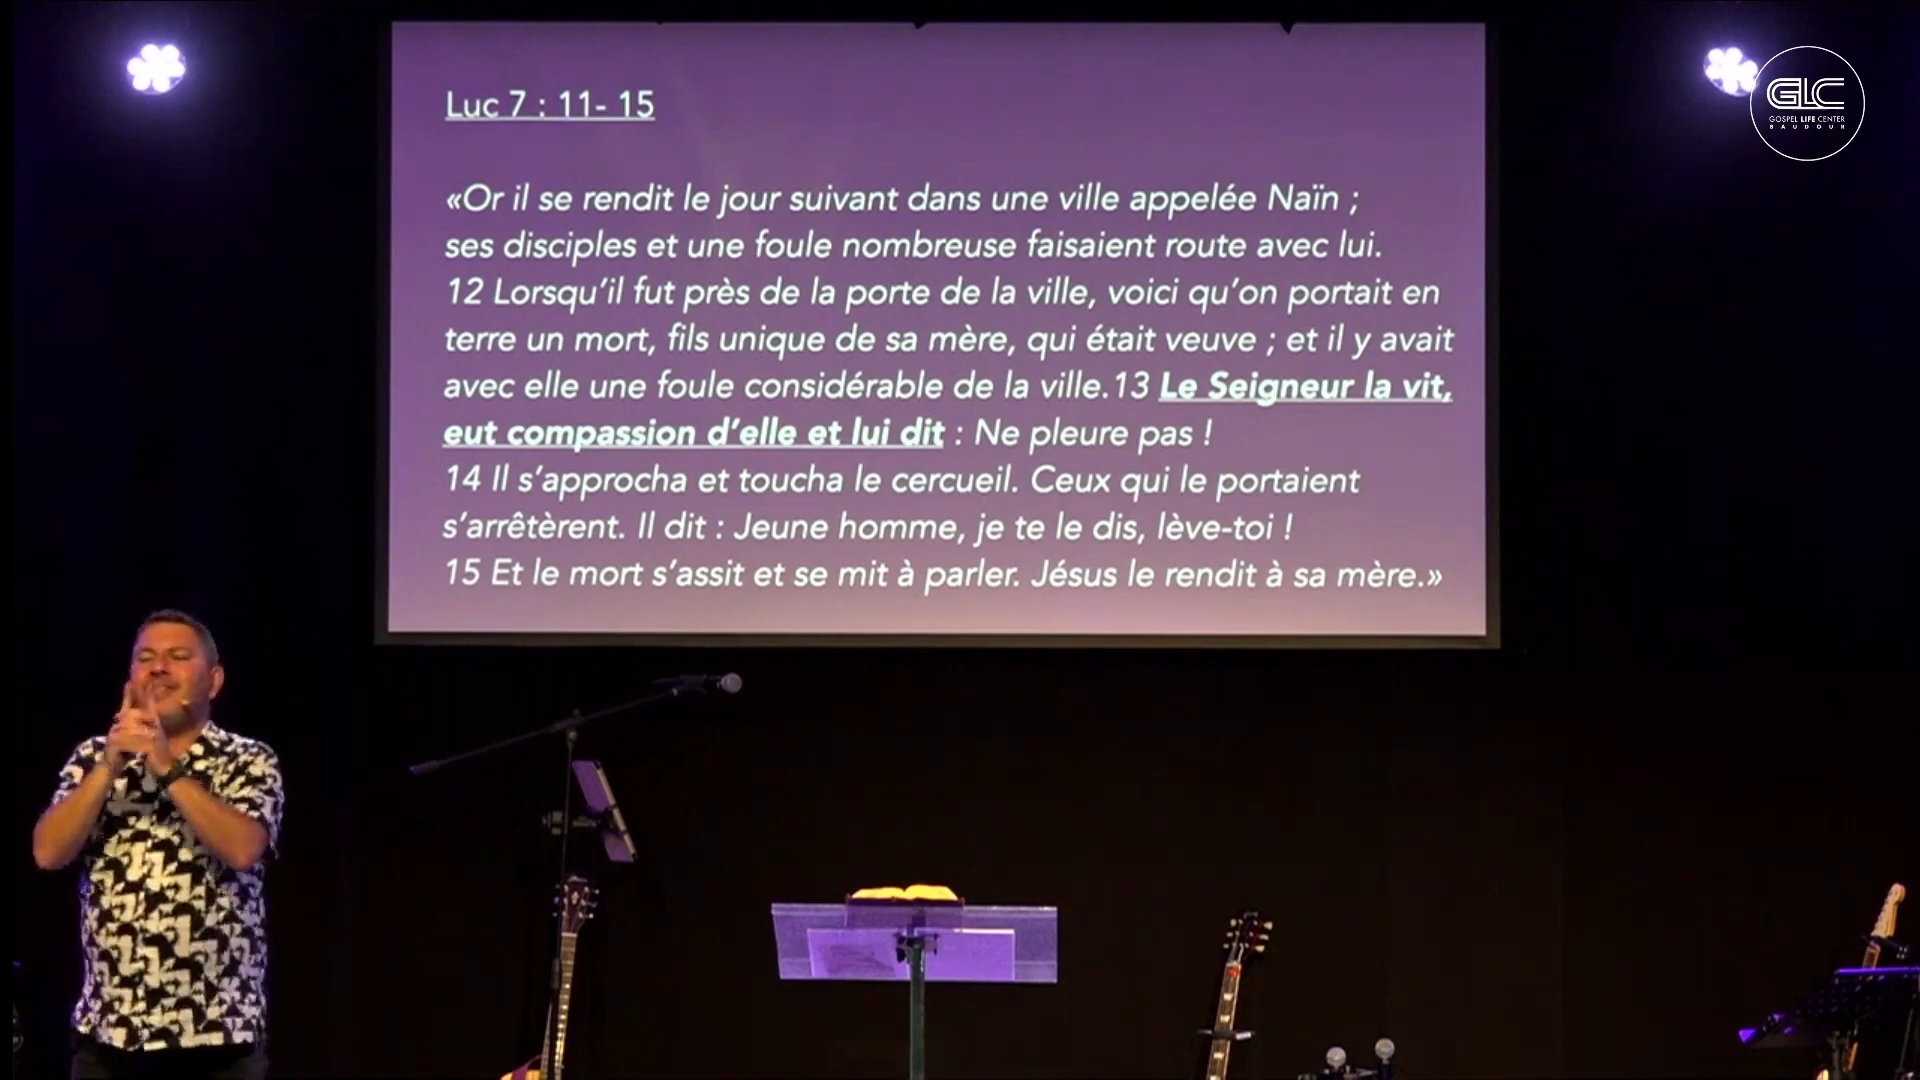 GLC
GOSPEL LIFE CENTER
BAUDOUR
Luc 7 : 11- 15
«Or il se rendit le jour suivant dans une ville appelée Naïn ;
ses disciples et une foule nombreuse faisaient route avec lui.
12 Lorsqu’il fut près de la porte de la ville, voici qu’on portait en
terre un mort, fils unique de sa mère, qui était veuve ; et il y avait
avec elle une foule considérable de la ville.13 Le Seigneur la vit,
eut compassion d’elle et lui dit : Ne pleure pas !
14 Il s’approcha et toucha le cercueil. Ceux qui le portaient
s’arrêtèrent. Il dit : Jeune homme, je te le dis, lève-toi !
15 Et le mort s’assit et se mit à parler. Jésus le rendit à sa mère.»